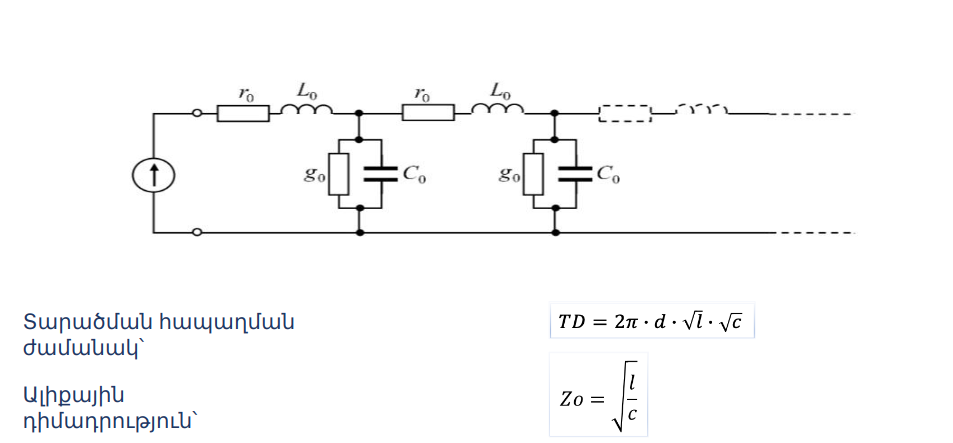 r₀ L₀ r₀ L₀
g₀ C₀ g₀ C₀
Տարածման հապաղման
ժամանակ՝
TD = 2π · d · √l · √c
Ալիքային
դիմադրություն՝
Zo = √(l/c)